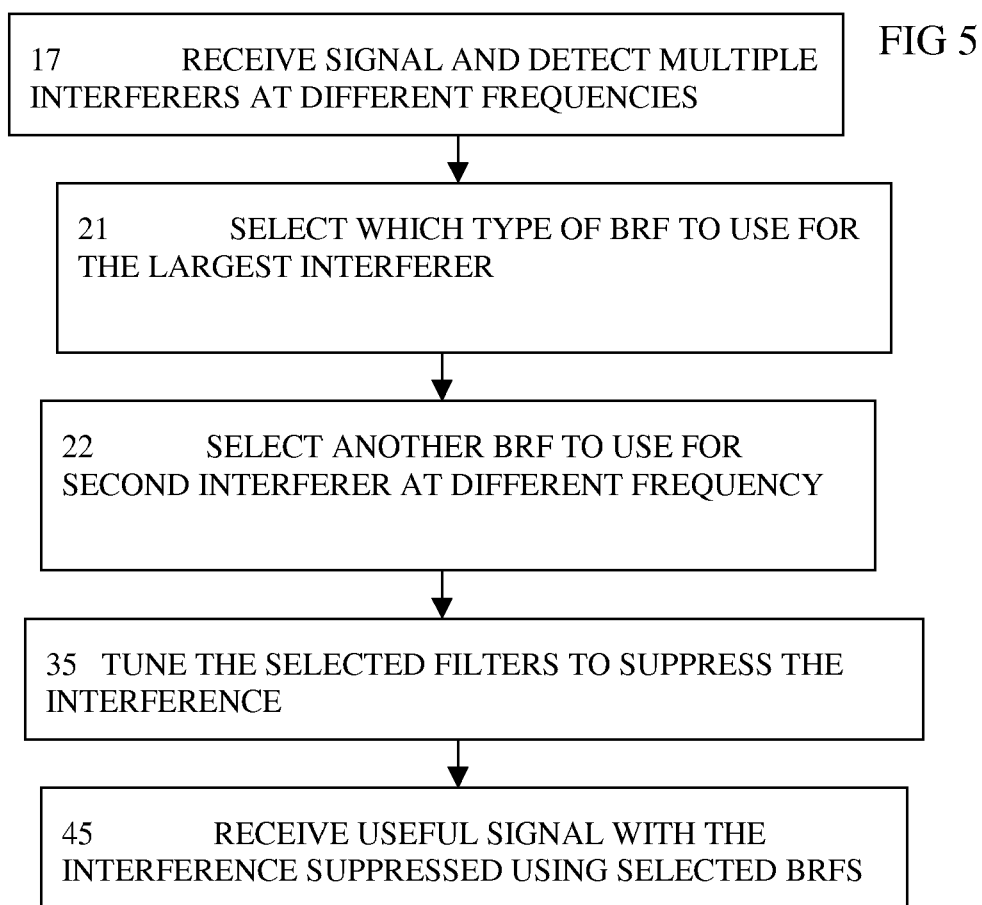 FIG 5
17 RECEIVE SIGNAL AND DETECT MULTIPLE
INTERFERERS AT DIFFERENT FREQUENCIES
21 SELECT WHICH TYPE OF BRF TO USE FOR
THE LARGEST INTERFERER
22 SELECT ANOTHER BRF TO USE FOR
SECOND INTERFERER AT DIFFERENT FREQUENCY
35 TUNE THE SELECTED FILTERS TO SUPPRESS THE
INTERFERENCE
45 RECEIVE USEFUL SIGNAL WITH THE
INTERFERENCE SUPPRESSED USING SELECTED BRFS